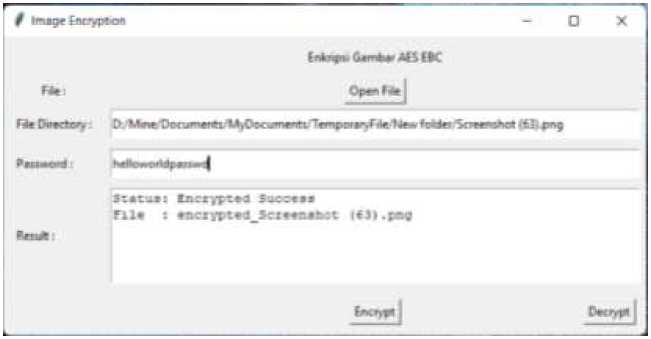 Image Encryption
Enkripsi Gambar AES EBC
File :
Open File
File Directory :
D:/Mine/Documents/MyDocuments/TemporaryFile/New folder/Screenshot (63).png
Password :
helloworldpasswd
Status: Encrypted Success
File : encrypted_Screenshot (63).png
Result :
Encrypt
Decrypt